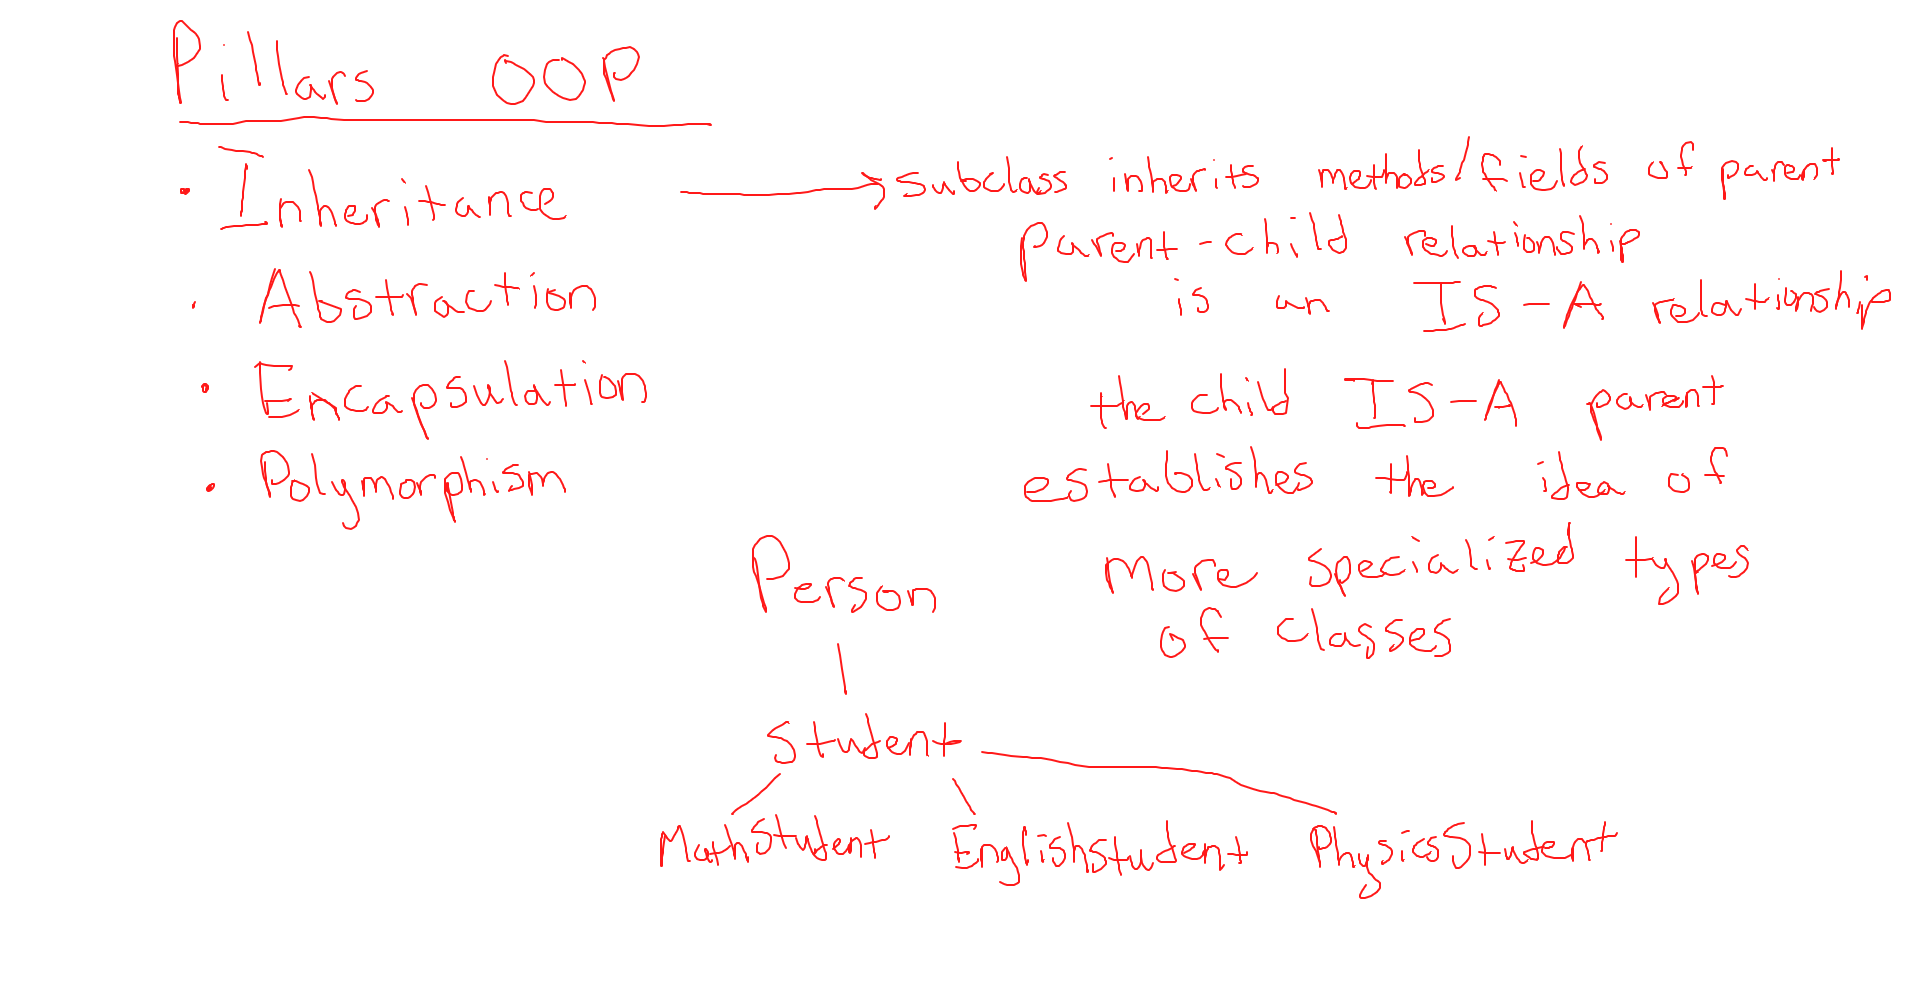 Pillars OOP
• Inheritance → subclass inherits methods/fields of parent
parent-child relationship
is an IS-A relationship
• Abstraction
• Encapsulation
• Polymorphism
the child IS-A parent
establishes the idea of
more specialized types
of classes
Person
Student
MathStudent EnglishStudent PhysicsStudent